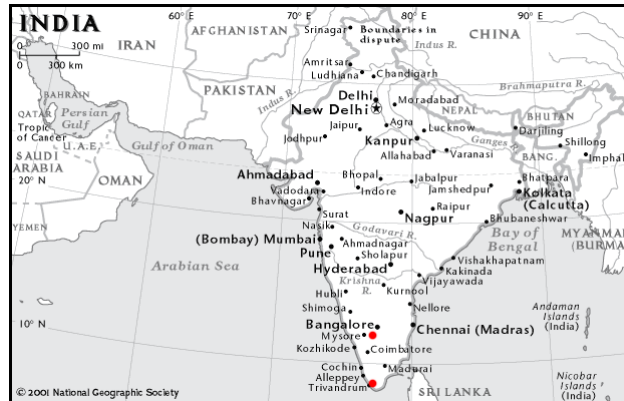 INDIA
0 300 mi
0 300 km
60°E
72°E
80°E
90°E
AFGHANISTAN
Srinagar
Boundaries in
dispute
Indus R.
CHINA
IRAN
Amritsar
Ludhiana
Chandigarh
PAKISTAN
Indus R.
Delhi
New Delhi
Moradabad
Brahmaputra R.
BAHRAIN
Persian
Gulf
QATAR
Tropic
of Cancer
U.A.E.
Gulf of Oman
SAUDI
ARABIA
OMAN
YEMEN
20°N
10°N
NEPAL
BHUTAN
Jaipur
Agra
Lucknow
Darjiling
Jodhpur
Kanpur
Ganges R.
Shillong
Allahabad
Varanasi
BANG.
Imphal
Ahmadabad
Bhopal
Jabalpur
Bhatpara
Vadodara
Indore
Jamshedpur
Kolkata
(Calcutta)
Bhavnagar
Surat
Nagpur
Raipur
Bhubaneshwar
Nasik
Godavari R.
Bay of
Bengal
MYANMAR
(BURMA)
(Bombay) Mumbai
Ahmadnagar
Pune
Sholapur
Vishakhapatnam
Arabian Sea
Hyderabad
Kakinada
Krishna
R.
Vijayawada
Hubli
Kurnool
Shimoga
Nellore
Andaman
Islands
(India)
Bangalore
Chennai (Madras)
Mysore
Kozhikode
Coimbatore
Cochin
Madurai
Alleppey
Trivandrum
SRI LANKA
Nicobar
Islands
(India)
© 2001 National Geographic Society